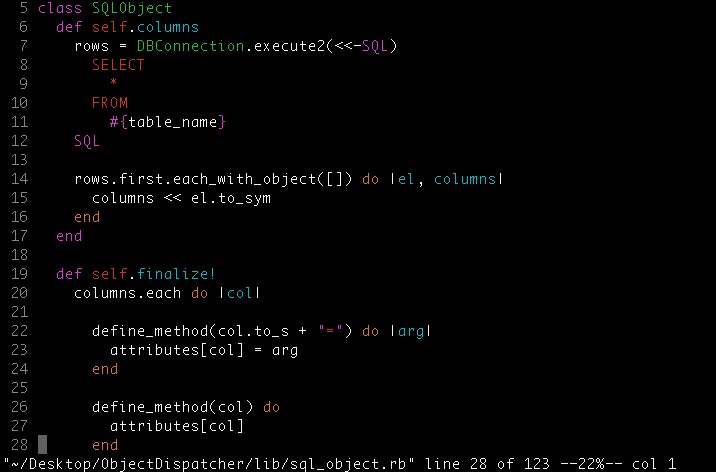 5 class SQLObject
6   def self.columns
7     rows = DBConnection.execute2(<<-SQL)
8       SELECT
9         *
10       FROM
11         #{table_name}
12     SQL
13
14     rows.first.each_with_object([]) do |el, columns|
15       columns << el.to_sym
16     end
17   end
18
19   def self.finalize!
20     columns.each do |col|
21
22       define_method(col.to_s + "=") do |arg|
23         attributes[col] = arg
24       end
25
26       define_method(col) do
27         attributes[col]
28       end
"~/Desktop/ObjectDispatcher/lib/sql_object.rb" line 28 of 123 --22%-- col 1